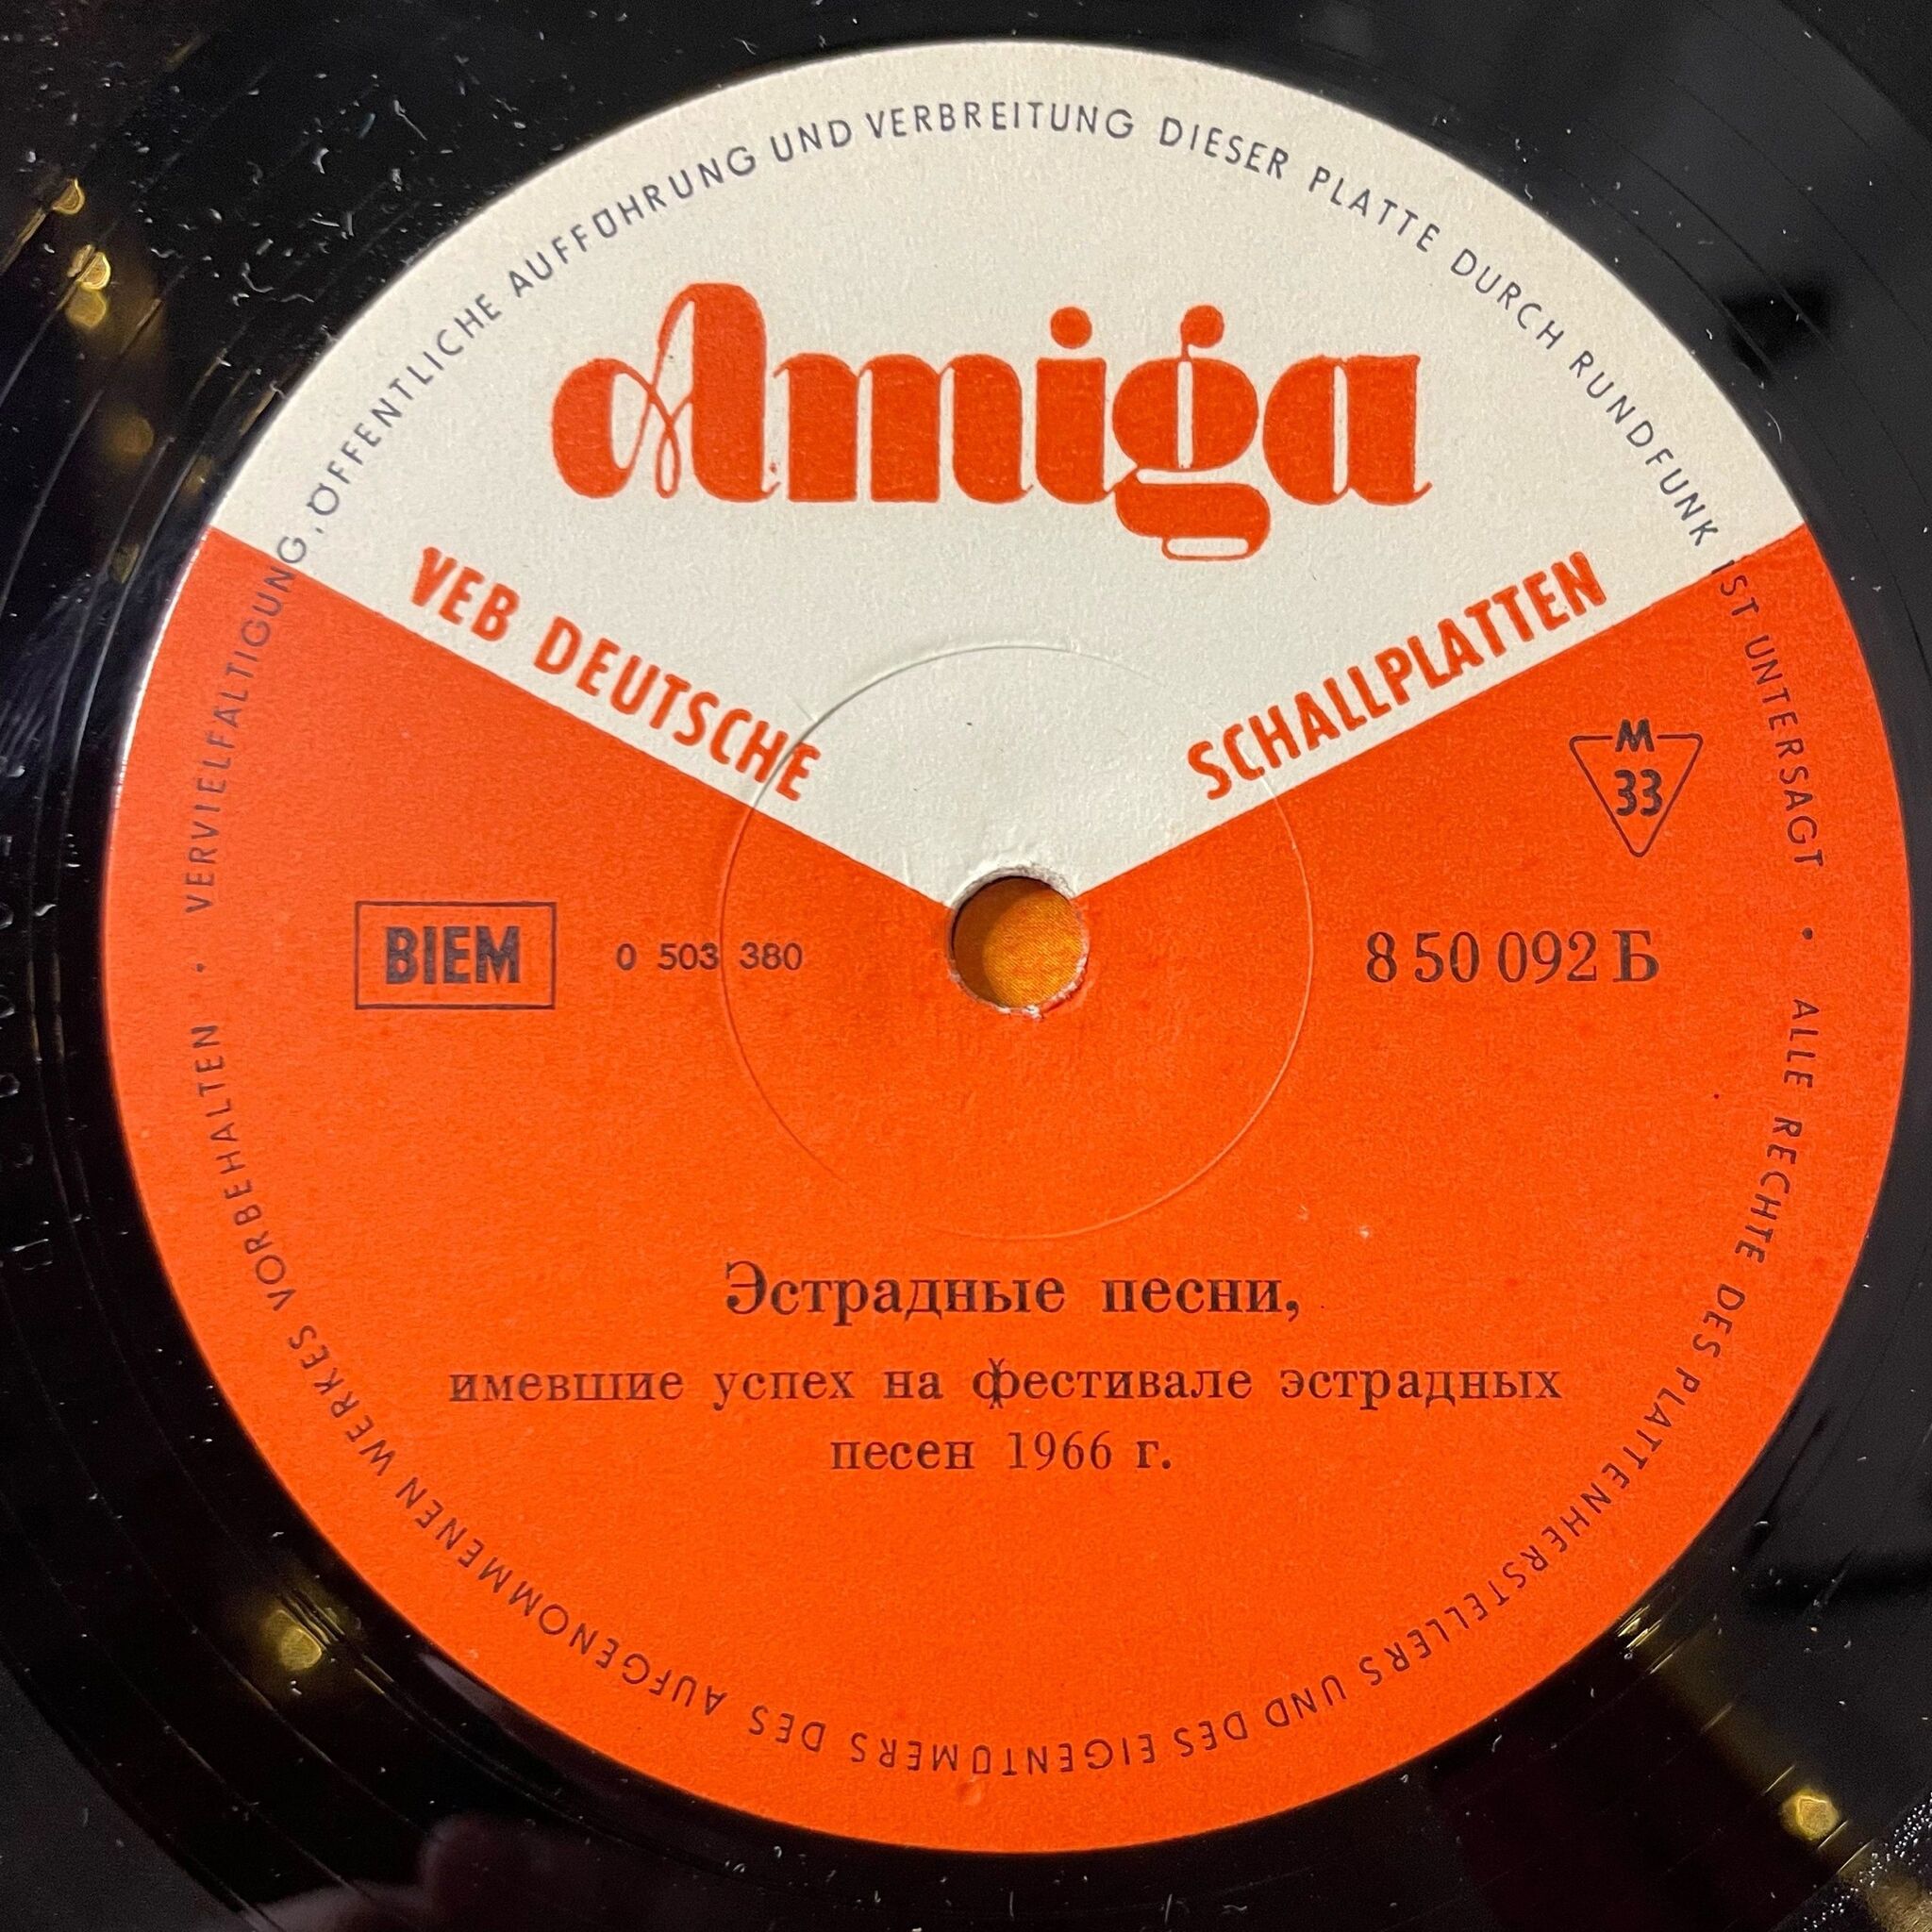 VERVIELFÄLTIGUNG, ÖFFENTLICHE AUFFÜHRUNG UND VERBREITUNG DIESER PLATTE DURCH RUNDFUNK IST UNTERSAGT •
Amiga
VEB DEUTSCHE SCHALLPLATTEN
M
33
BIEM 0 503 380 8 50 092 Б
Эстрадные песни,
имевшие успех на фестивале эстрадных
песен 1966 г.
ALLE RECHTE DES PLATTENHERSTELLERS UND DES EIGENTÜMERS DES AUFGENOMMENEN WERKES VORBEHALTEN •